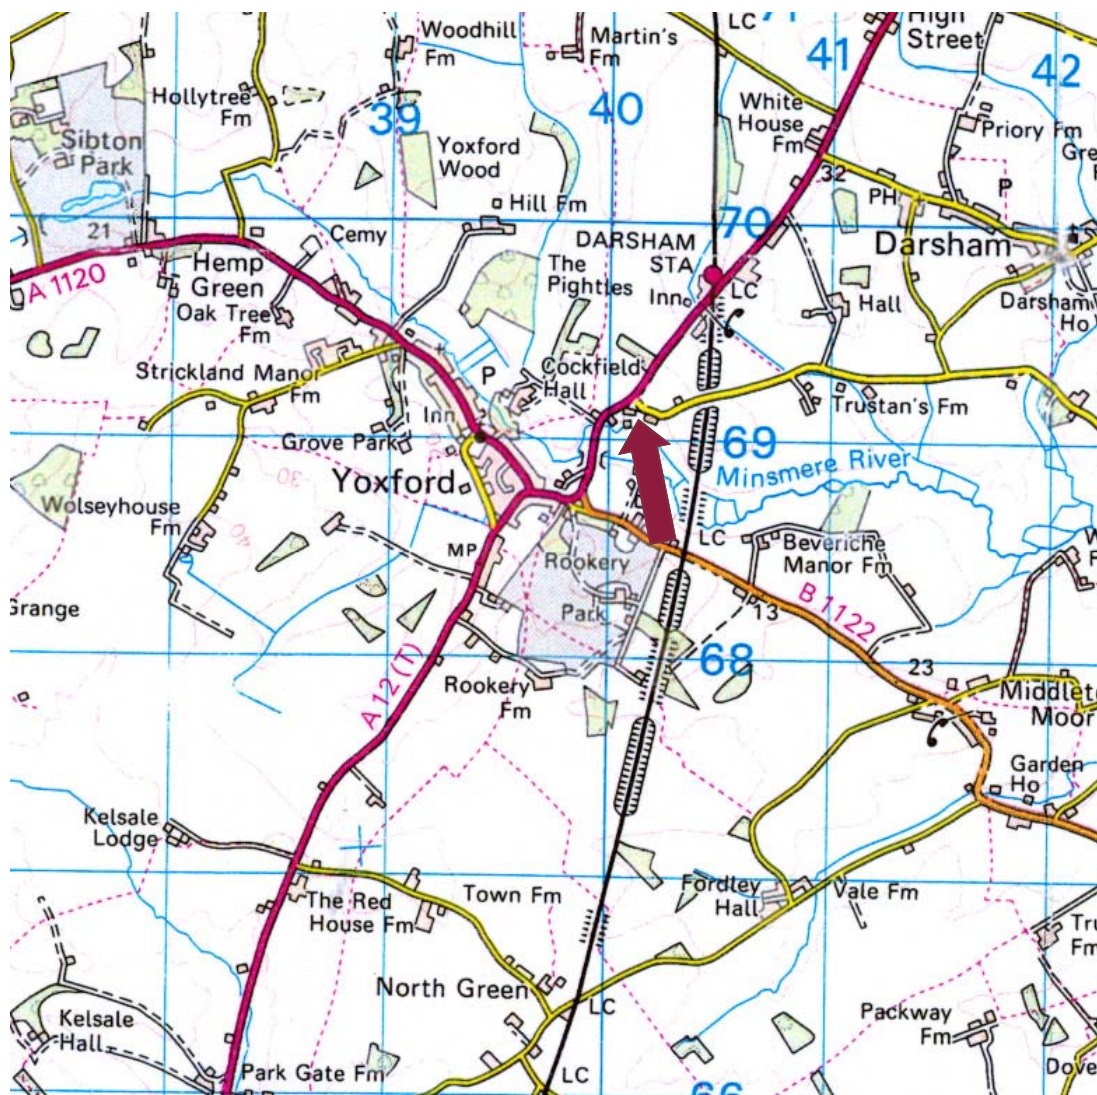 LC
71
High
Street
Woodhill
Fm
Martin's
Fm
41
42
Hollytree
Fm
39
40
White
House
Fm
Priory Fm
Sibton
Park
Yoxford
Wood
32
P
Hill Fm
PH
21
Cemy
70
DARSHAM
STA
Darsham
Hemp
Green
The
Pightles
Inn
LC
Hall
Darsham
Ho
A 1120
Oak Tree
Fm
Strickland Manor
Fm
P
Cockfield
Hall
Trustan's Fm
Inn
Grove Park
69
Minsmere River
30
Yoxford
Wolseyhouse
Fm
40
MP
LC
Beveriche
Manor Fm
Rookery
Park
Grange
13
B 1122
68
23
A 12 (T)
Rookery
Fm
Moor
Garden
Ho
Kelsale
Lodge
The Red
House Fm
Town Fm
Fordley
Hall
Vale Fm
Fm
North Green
LC
Kelsale
Hall
Packway
Fm
Park Gate Fm
LC
66